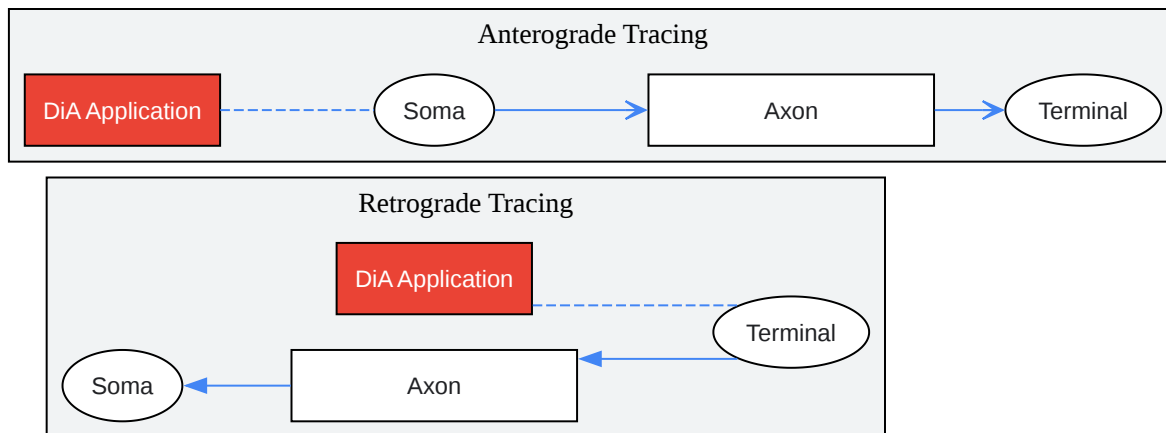 Anterograde Tracing
DiA Application
Soma
Axon
Terminal
Retrograde Tracing
DiA Application
Terminal
Soma
Axon